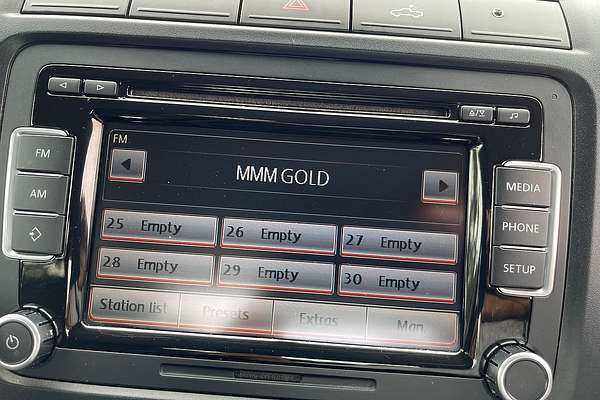 FM
MMM GOLD
25 Empty 26 Empty 27 Empty
28 Empty 29 Empty 30 Empty
Station list Presets Extras Man.
FM
AM
MEDIA
PHONE
SETUP